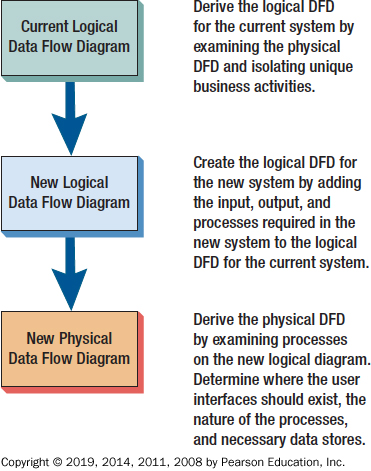 Current Logical
Data Flow Diagram
Derive the logical DFD
for the current system by
examining the physical
DFD and isolating unique
business activities.
New Logical
Data Flow Diagram
Create the logical DFD for
the new system by adding
the input, output, and
processes required in the
new system to the logical
DFD for the current system.
New Physical
Data Flow Diagram
Derive the physical DFD
by examining processes
on the new logical diagram.
Determine where the user
interfaces should exist, the
nature of the processes,
and necessary data stores.
Copyright © 2019, 2014, 2011, 2008 by Pearson Education, Inc.